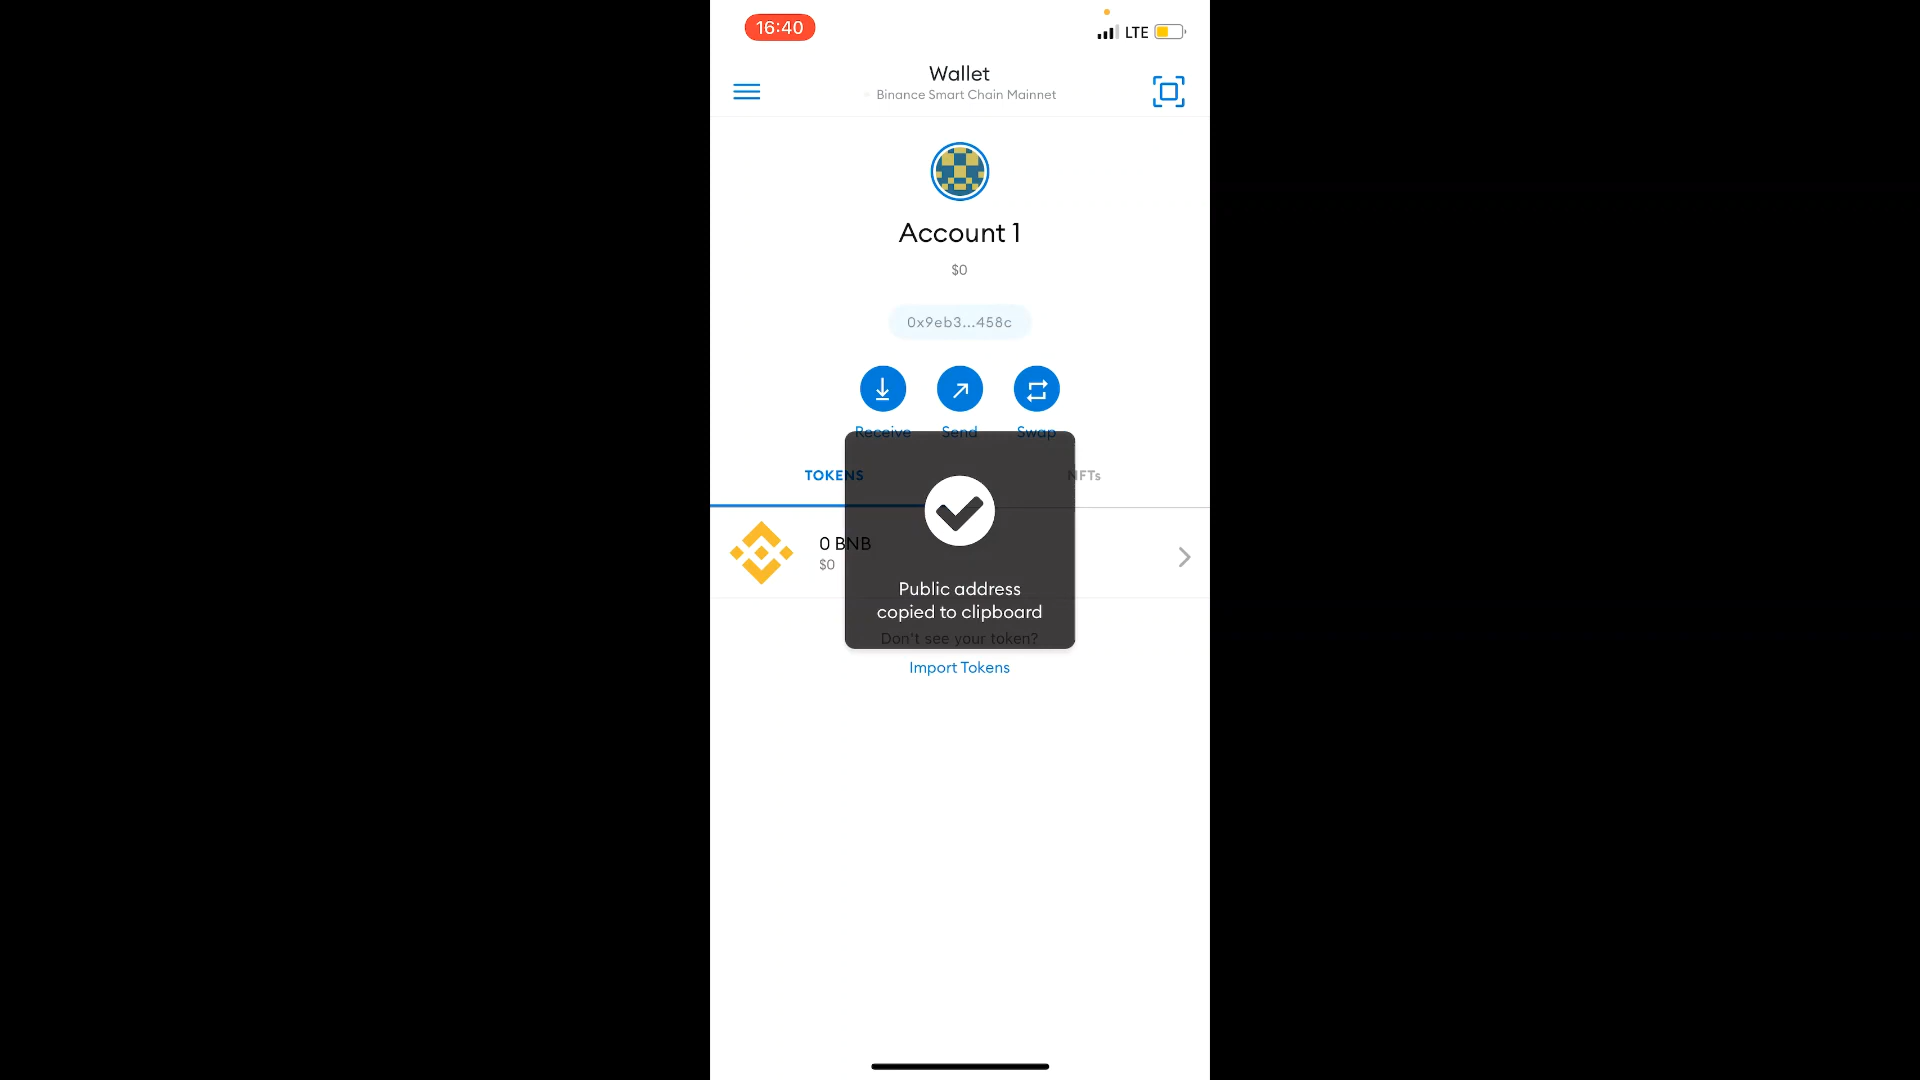 16:40
LTE
Wallet
Binance Smart Chain Mainnet
Account 1
$0
0x9eb3...458c
Receive Send Swap
TOKENS NFTs
0 BNB
$0
Public address
copied to clipboard
Don't see your token?
Import Tokens